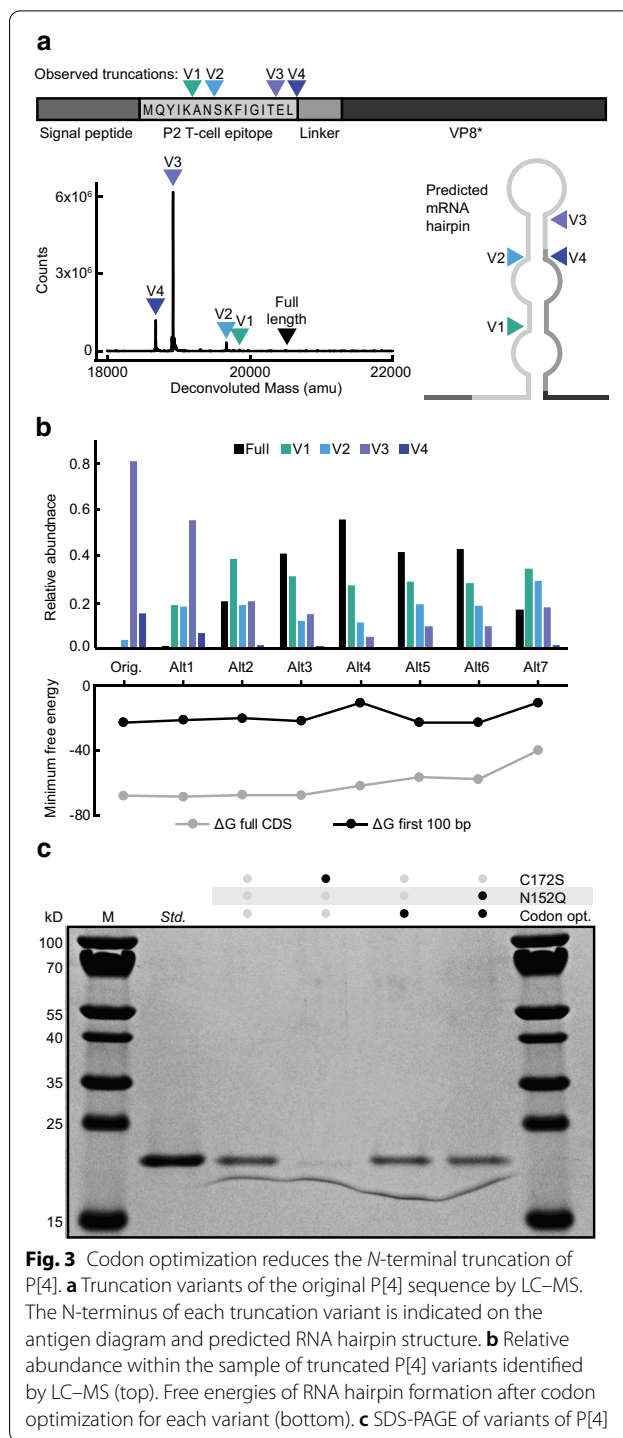 a
Observed truncations: V1 V2 V3 V4
MQYIKANSKFIGITEL
Signal peptide P2 T-cell epitope Linker VP8*
V3
6x10⁶
Counts
3x10⁶
V4
V2 V1
Full length
0
18000 20000 22000
Deconvoluted Mass (amu)
Predicted
mRNA
hairpin
V3
V2
V4
V1
b
Full V1 V2 V3 V4
Relative abundnace
0.8
0.6
0.4
0.2
0.0
Orig. Alt1 Alt2 Alt3 Alt4 Alt5 Alt6 Alt7
Minimum free energy
0
-40
-80
ΔG full CDS ΔG first 100 bp
c
C172S
N152Q
kD M Std. Codon opt.
100
70
55
40
35
25
15
Fig. 3 Codon optimization reduces the N-terminal truncation of
P[4]. a Truncation variants of the original P[4] sequence by LC–MS.
The N-terminus of each truncation variant is indicated on the
antigen diagram and predicted RNA hairpin structure. b Relative
abundance within the sample of truncated P[4] variants identified
by LC–MS (top). Free energies of RNA hairpin formation after codon
optimization for each variant (bottom). c SDS-PAGE of variants of P[4]